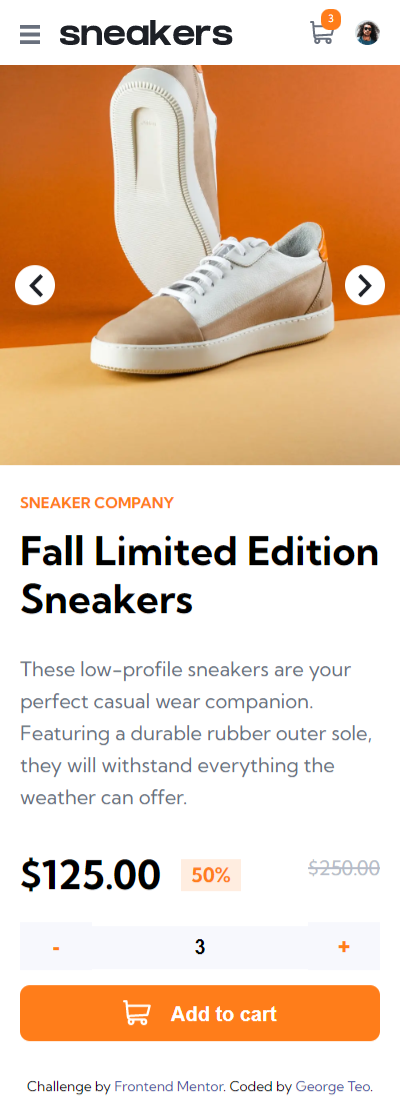 sneakers
3
SNEAKER COMPANY
Fall Limited Edition
Sneakers
These low-profile sneakers are your
perfect casual wear companion.
Featuring a durable rubber outer sole,
they will withstand everything the
weather can offer.
$125.00 50% $250.00
- 3 +
Add to cart
Challenge by Frontend Mentor. Coded by George Teo.